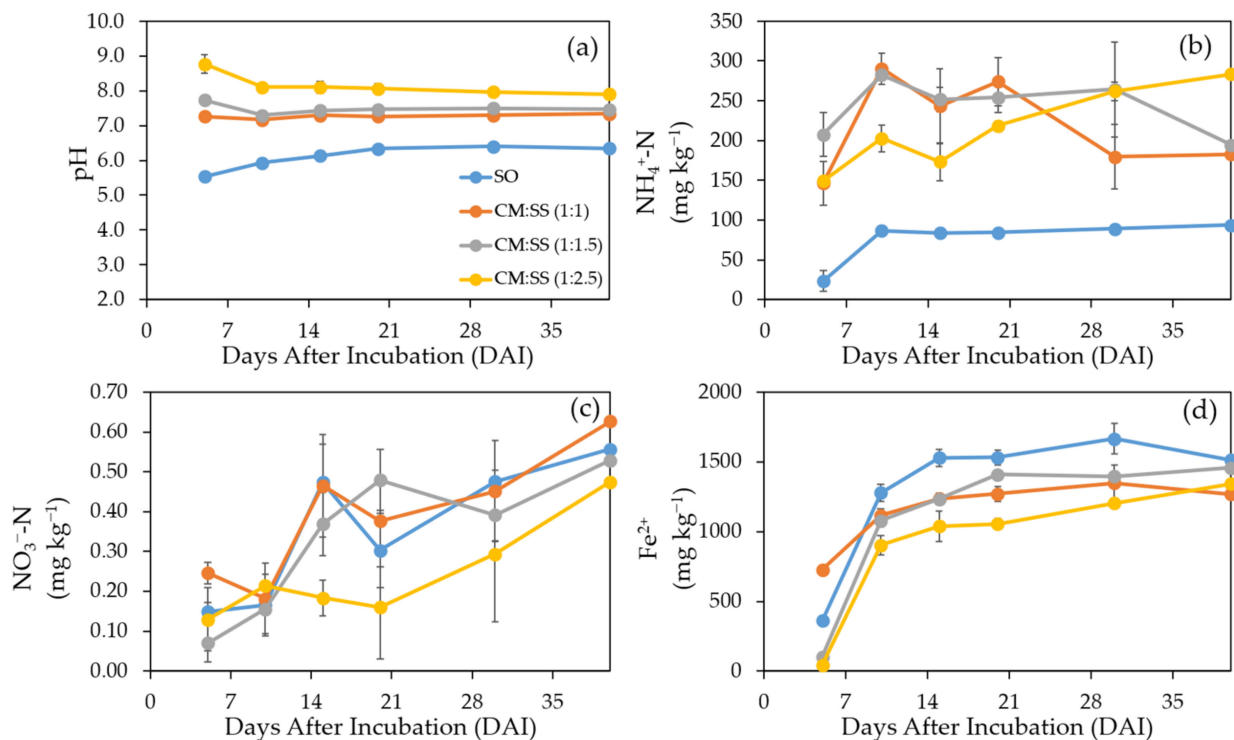 (a)
10.0
9.0
8.0
7.0
6.0
5.0
4.0
3.0
2.0
pH
SO
CM:SS (1:1)
CM:SS (1:1.5)
CM:SS (1:2.5)
0 7 14 21 28 35
Days After Incubation (DAI)
(b)
350
300
250
200
150
100
50
0
NH₄⁺-N
(mg kg⁻¹)
0 7 14 21 28 35
Days After Incubation (DAI)
(c)
0.70
0.60
0.50
0.40
0.30
0.20
0.10
0.00
NO₃⁻-N
(mg kg⁻¹)
0 7 14 21 28 35
Days After Incubation (DAI)
(d)
2000
1500
1000
500
0
Fe²⁺
(mg kg⁻¹)
0 7 14 21 28 35
Days After Incubation (DAI)